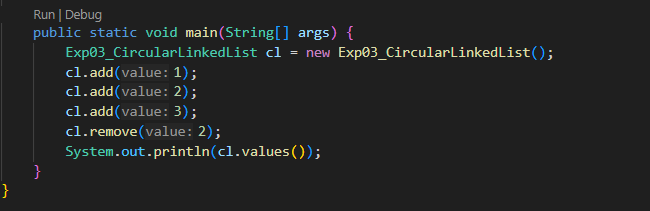 Run | Debug
public static void main(String[] args) {
Exp03_CircularLinkedList cl = new Exp03_CircularLinkedList();
cl.add(value: 1);
cl.add(value: 2);
cl.add(value: 3);
cl.remove(value: 2);
System.out.println(cl.values());
}
}